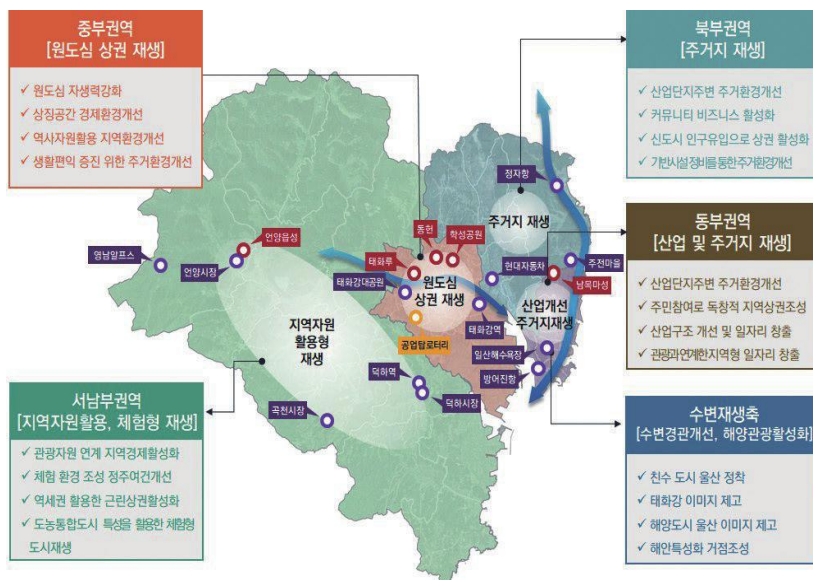 중부권역
[원도심 상권 재생]
✓ 원도심 자생력강화
✓ 상징공간 경제환경개선
✓ 역사자원활용 지역환경개선
✓ 생활편익 증진 위한 주거환경개선
북부권역
[주거지 재생]
✓ 산업단지주변 주거환경개선
✓ 커뮤니티 비즈니스 활성화
✓ 신도시 인구유입으로 상권 활성화
✓ 기반시설정비를통한주거환경개선
정자항
주거지 재생
언양읍성
동헌
학성공원
영남알프스
언양시장
태화루
태화강대공원
원도심
상권 재생
현대자동차
주전마을
남목마성
산업개선
주거지재생
지역자원
활용형
재생
공업탑로터리
태화강역
일산해수욕장
방어진항
덕하역
덕하시장
곡천시장
동부권역
[산업 및 주거지 재생]
✓ 산업단지주변 주거환경개선
✓ 주민참여로 독창적 지역상권조성
✓ 산업구조 개선 및 일자리 창출
✓ 관광과연계한지역형 일자리 창출
서남부권역
[지역자원활용, 체험형 재생]
✓ 관광자원 연계 지역경제활성화
✓ 체험 환경 조성 정주여건개선
✓ 역세권 활용한 근린상권활성화
✓ 도농통합도시 특성을 활용한 체험형
도시재생
수변재생축
[수변경관개선, 해양관광활성화]
✓ 친수 도시 울산 정착
✓ 태화강 이미지 제고
✓ 해양도시 울산 이미지 제고
✓ 해안특성화 거점조성